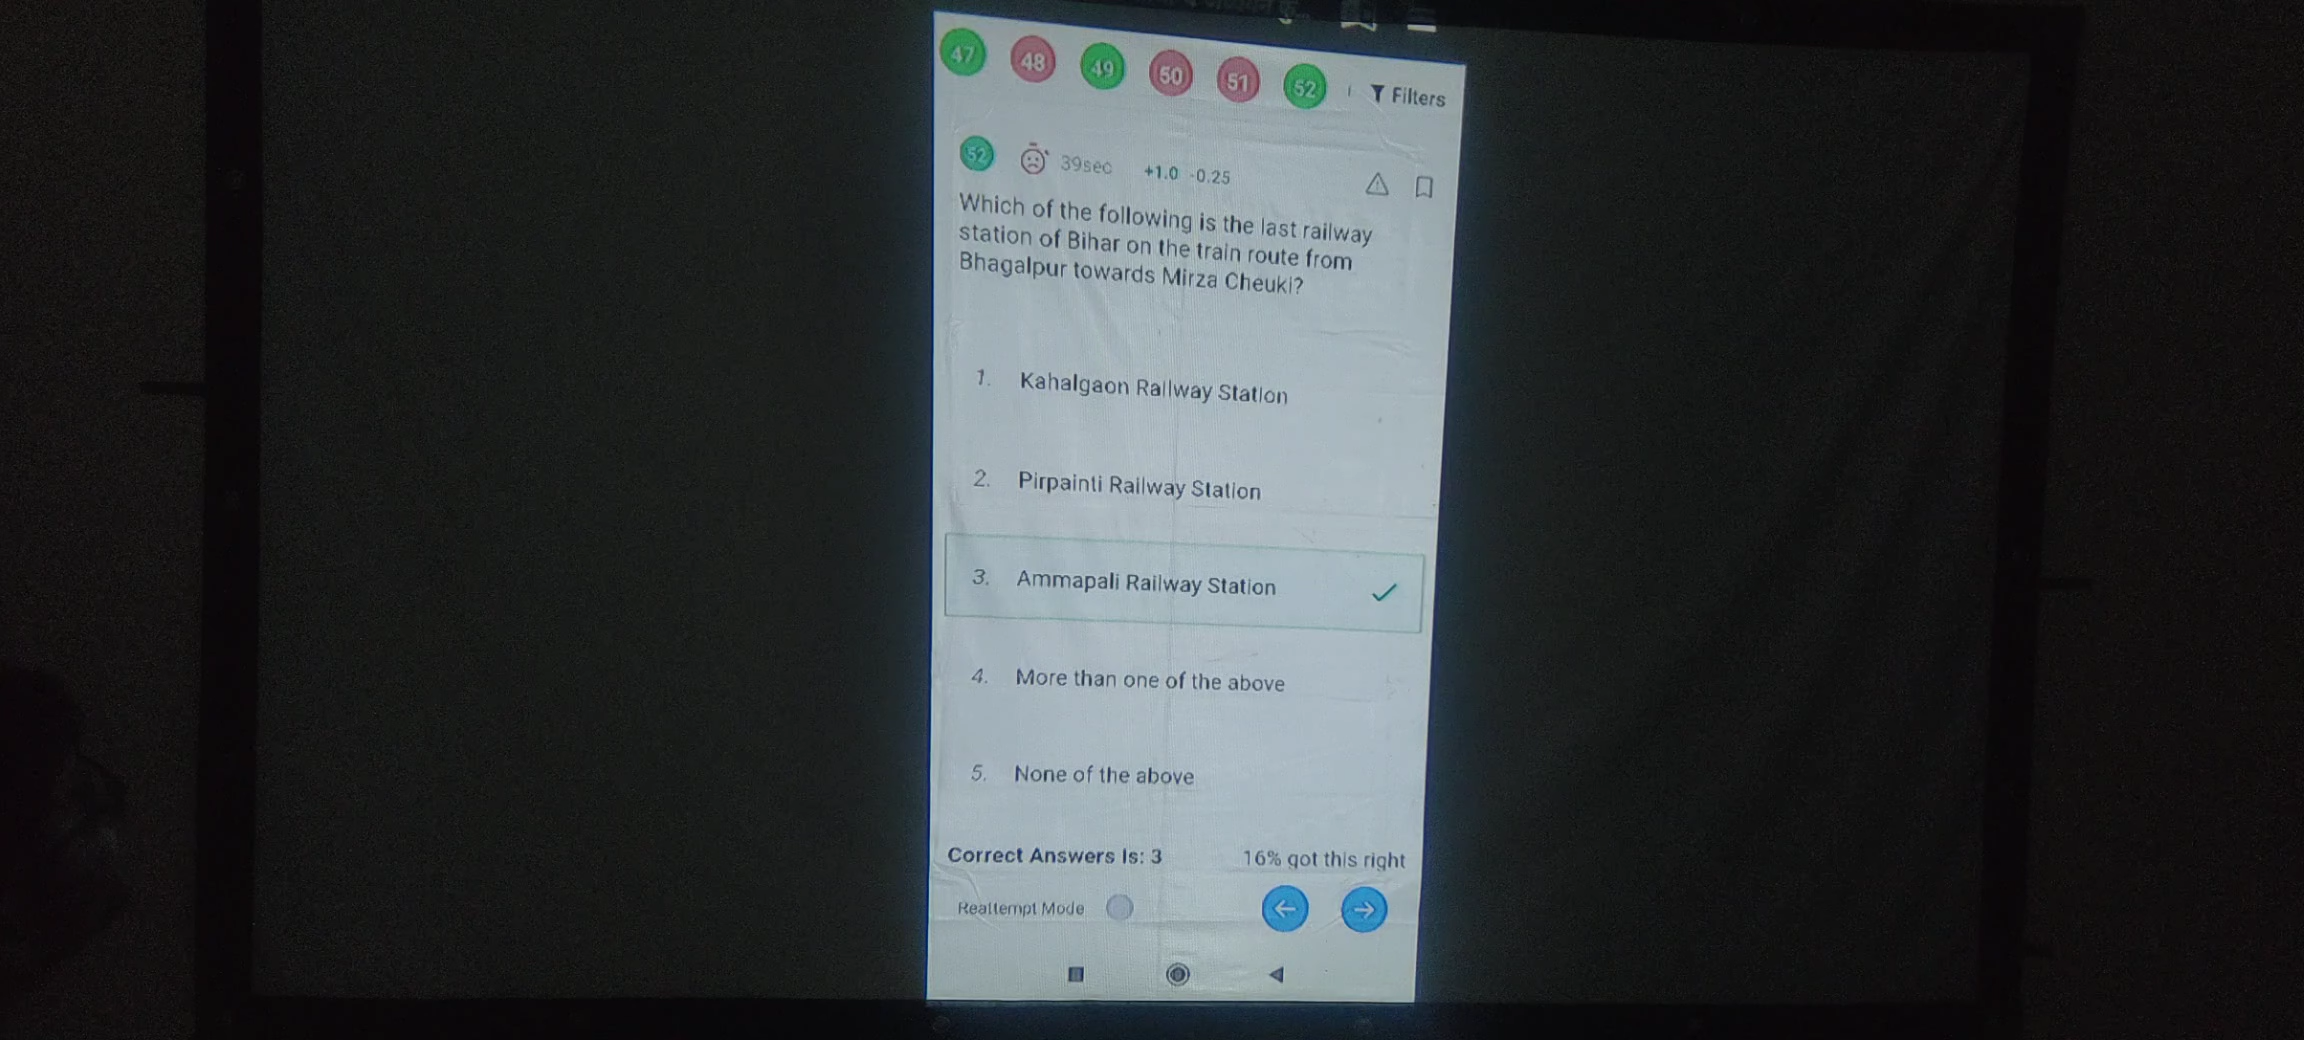 47 48 49 50 51 52 Filters
52 39sec +1.0 -0.25
Which of the following is the last railway
station of Bihar on the train route from
Bhagalpur towards Mirza Cheuki?
1. Kahalgaon Railway Station
2. Pirpainti Railway Station
3. Ammapali Railway Station
4. More than one of the above
5. None of the above
Correct Answers Is: 3 16% got this right
Reattempt Mode